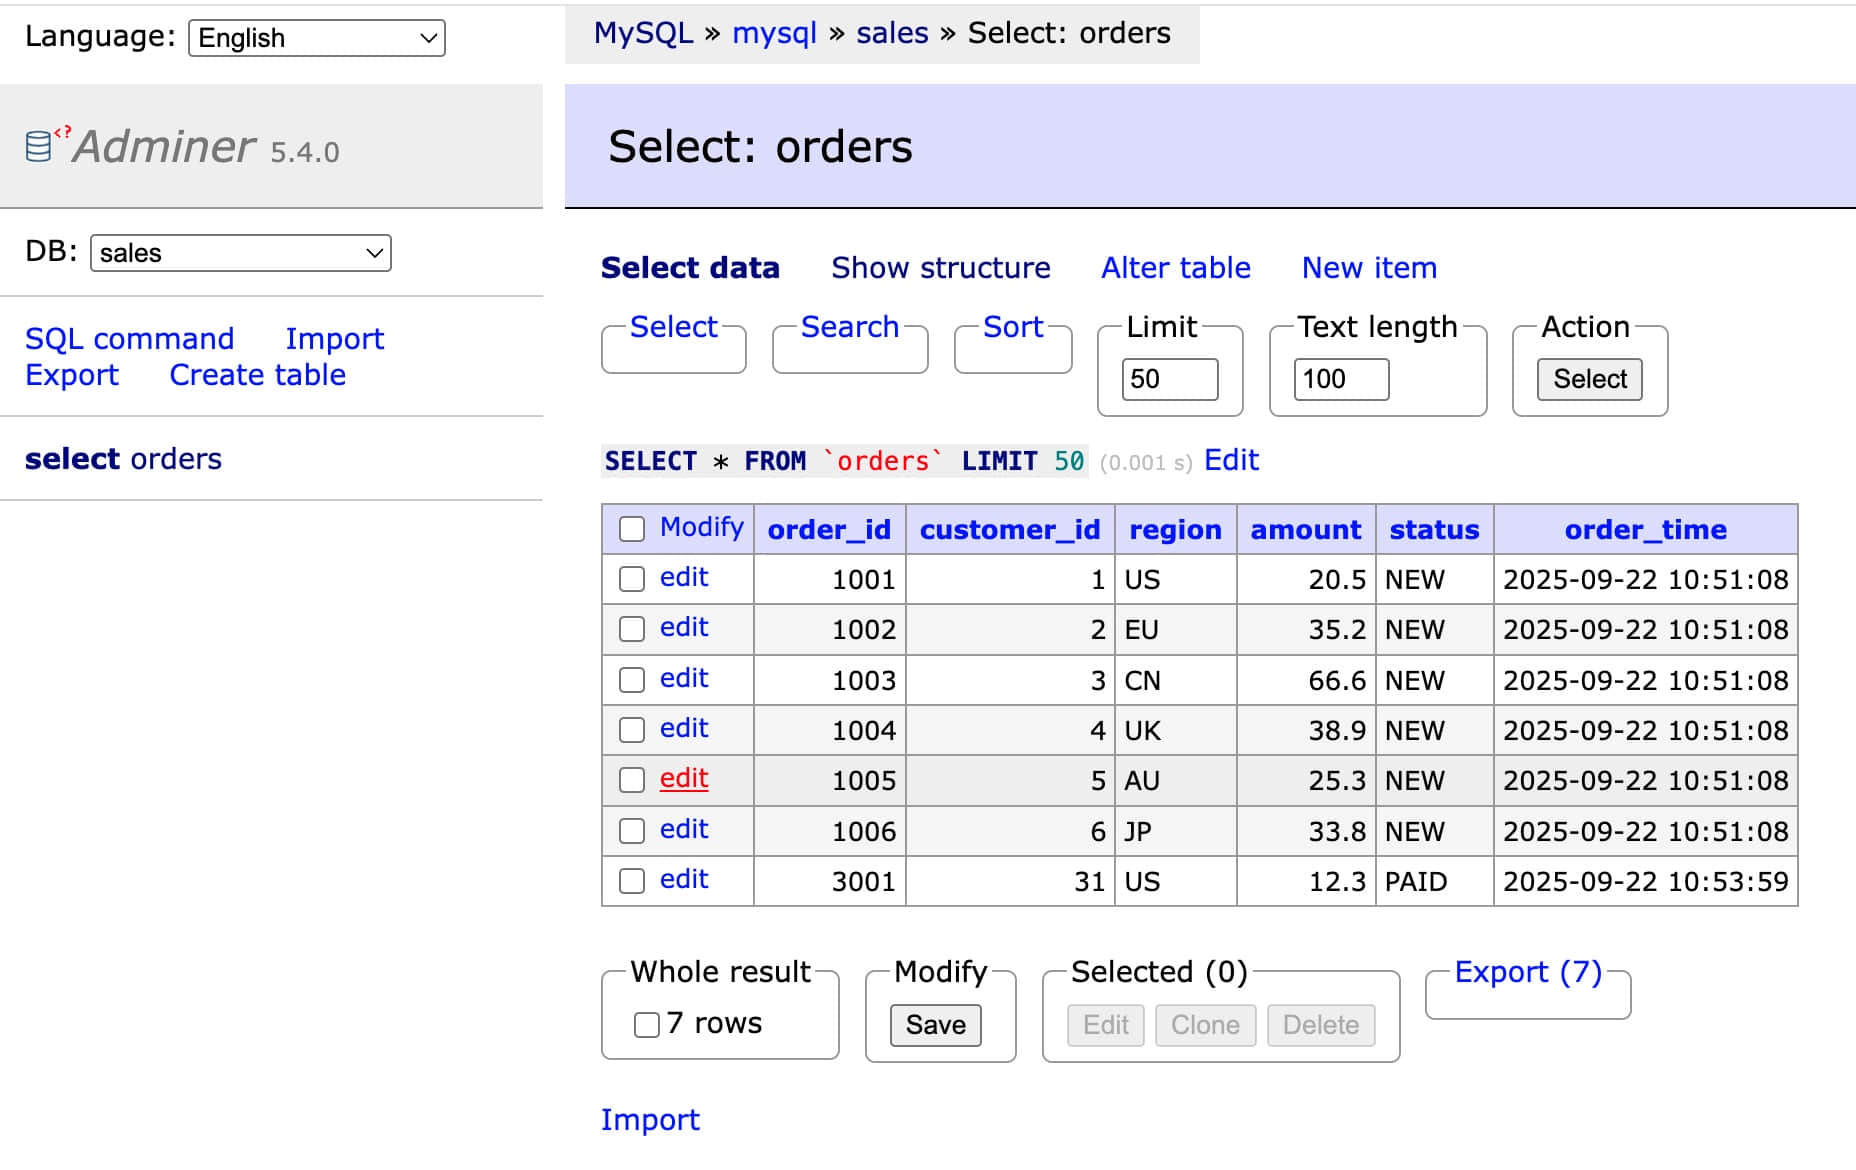 Language: English
MySQL » mysql » sales » Select: orders
Adminer 5.4.0
Select: orders
DB: sales
SQL command Import
Export Create table
select orders
Select data Show structure Alter table New item
Select Search Sort Limit Text length Action
50 100 Select
SELECT * FROM `orders` LIMIT 50 (0.001 s) Edit
Modify order_id customer_id region amount status order_time
edit 1001 1 US 20.5 NEW 2025-09-22 10:51:08
edit 1002 2 EU 35.2 NEW 2025-09-22 10:51:08
edit 1003 3 CN 66.6 NEW 2025-09-22 10:51:08
edit 1004 4 UK 38.9 NEW 2025-09-22 10:51:08
edit 1005 5 AU 25.3 NEW 2025-09-22 10:51:08
edit 1006 6 JP 33.8 NEW 2025-09-22 10:51:08
edit 3001 31 US 12.3 PAID 2025-09-22 10:53:59
Whole result Modify Selected (0) Export (7)
7 rows Save Edit Clone Delete
Import